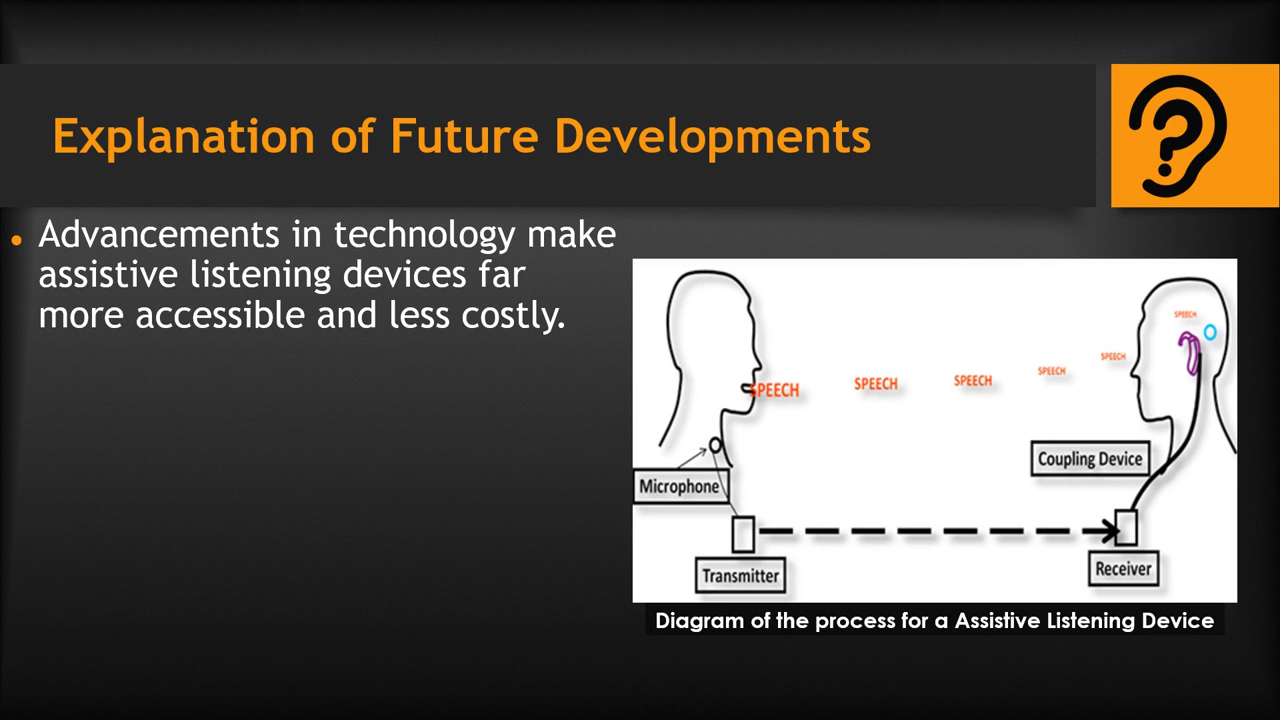 Explanation of Future Developments
Advancements in technology make
assistive listening devices far
more accessible and less costly.
SPEECH SPEECH SPEECH SPEECH SPEECH SPEECH
Microphone
Coupling Device
Transmitter
Receiver
Diagram of the process for a Assistive Listening Device